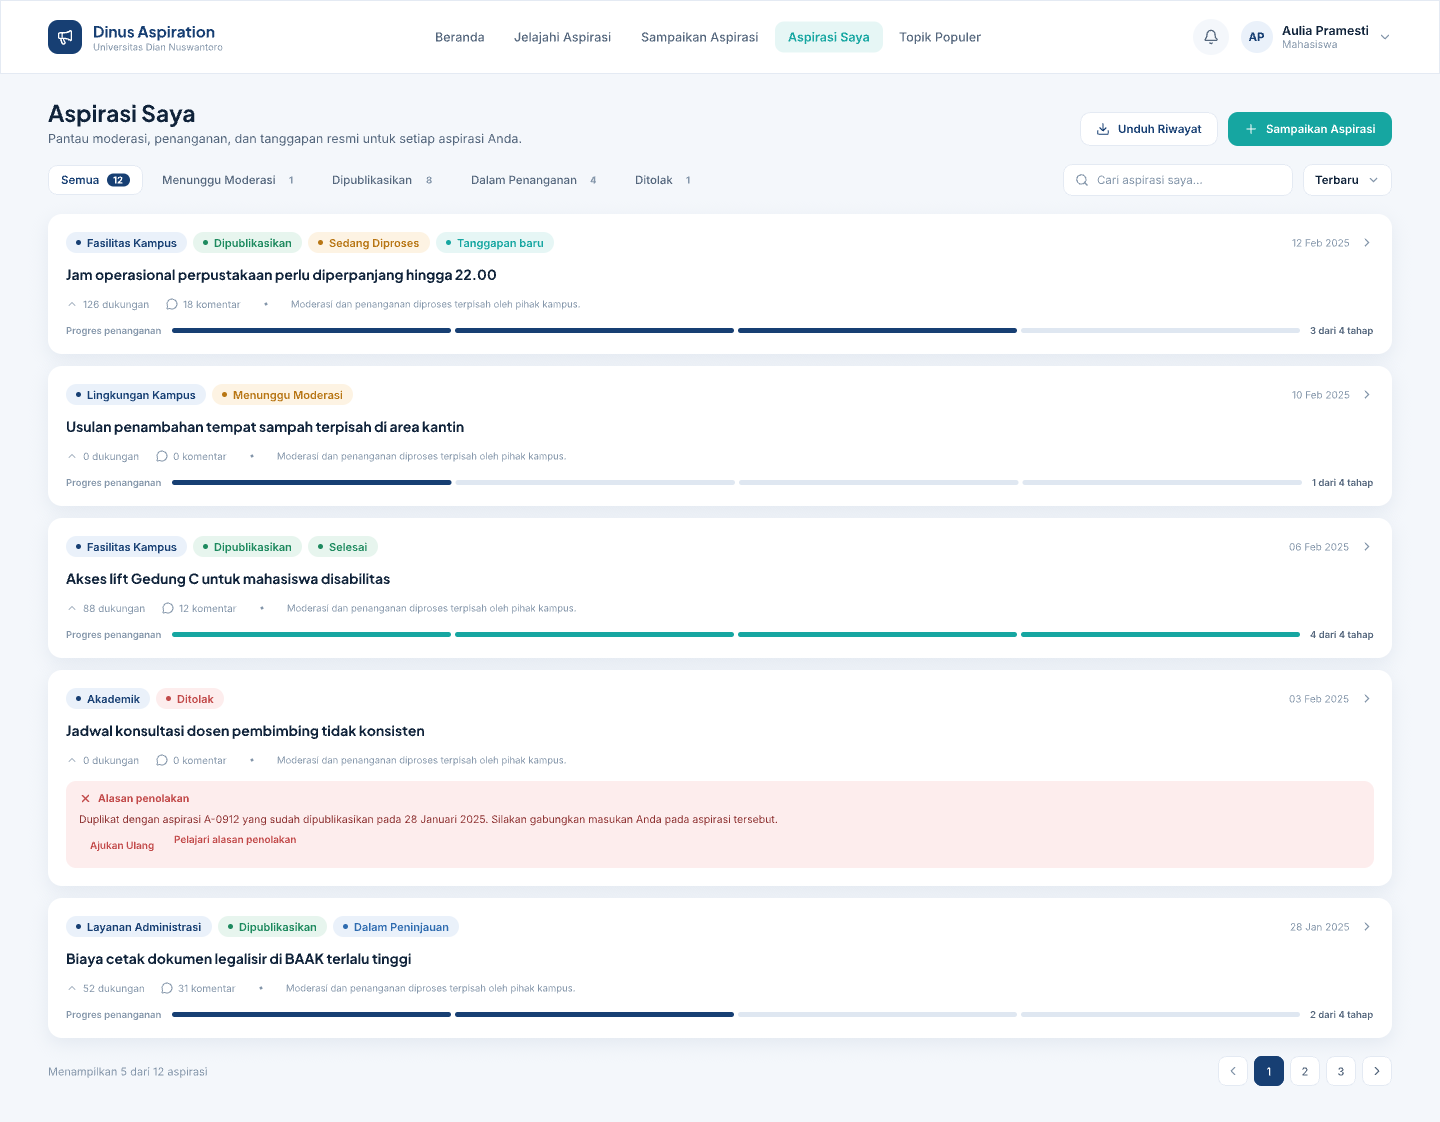 Dinus Aspiration
Universitas Dian Nuswantoro
Beranda
Jelajahi Aspirasi
Sampaikan Aspirasi
Aspirasi Saya
Topik Populer
AP
Aulia Pramesti
Mahasiswa
Aspirasi Saya
Pantau moderasi, penanganan, dan tanggapan resmi untuk setiap aspirasi Anda.
Unduh Riwayat
Sampaikan Aspirasi
Semua 12
Menunggu Moderasi 1
Dipublikasikan 8
Dalam Penanganan 4
Ditolak 1
Cari aspirasi saya...
Terbaru
Fasilitas Kampus
Dipublikasikan
Sedang Diproses
Tanggapan baru
12 Feb 2025
Jam operasional perpustakaan perlu diperpanjang hingga 22.00
126 dukungan
18 komentar
•
Moderasi dan penanganan diproses terpisah oleh pihak kampus.
Progres penanganan
3 dari 4 tahap
Lingkungan Kampus
Menunggu Moderasi
10 Feb 2025
Usulan penambahan tempat sampah terpisah di area kantin
0 dukungan
0 komentar
•
Moderasi dan penanganan diproses terpisah oleh pihak kampus.
Progres penanganan
1 dari 4 tahap
Fasilitas Kampus
Dipublikasikan
Selesai
06 Feb 2025
Akses lift Gedung C untuk mahasiswa disabilitas
88 dukungan
12 komentar
•
Moderasi dan penanganan diproses terpisah oleh pihak kampus.
Progres penanganan
4 dari 4 tahap
Akademik
Ditolak
03 Feb 2025
Jadwal konsultasi dosen pembimbing tidak konsisten
0 dukungan
0 komentar
•
Moderasi dan penanganan diproses terpisah oleh pihak kampus.
Alasan penolakan
Duplikat dengan aspirasi A-0912 yang sudah dipublikasikan pada 28 Januari 2025. Silakan gabungkan masukan Anda pada aspirasi tersebut.
Ajukan Ulang
Pelajari alasan penolakan
Layanan Administrasi
Dipublikasikan
Dalam Peninjauan
28 Jan 2025
Biaya cetak dokumen legalisir di BAAK terlalu tinggi
52 dukungan
31 komentar
•
Moderasi dan penanganan diproses terpisah oleh pihak kampus.
Progres penanganan
2 dari 4 tahap
Menampilkan 5 dari 12 aspirasi
1
2
3